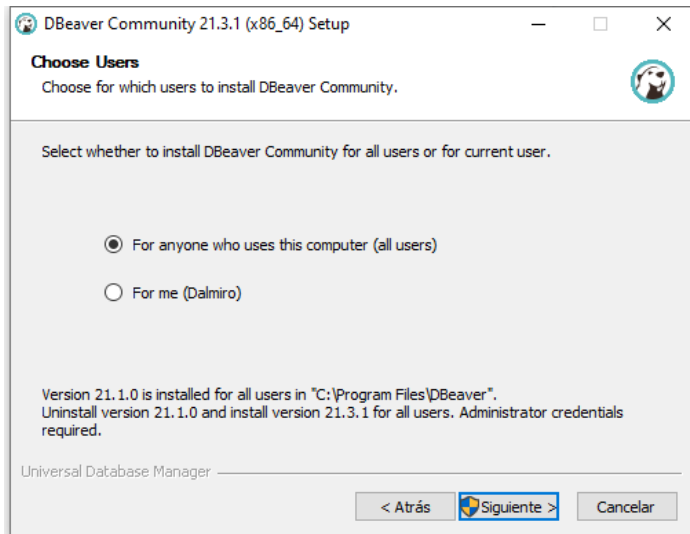 DBeaver Community 21.3.1 (x86_64) Setup
Choose Users
Choose for which users to install DBeaver Community.
Select whether to install DBeaver Community for all users or for current user.
For anyone who uses this computer (all users)
For me (Dalmiro)
Version 21.1.0 is installed for all users in "C:\Program Files\DBeaver".
Uninstall version 21.1.0 and install version 21.3.1 for all users. Administrator credentials
required.
Universal Database Manager
< Atrás Siguiente > Cancelar